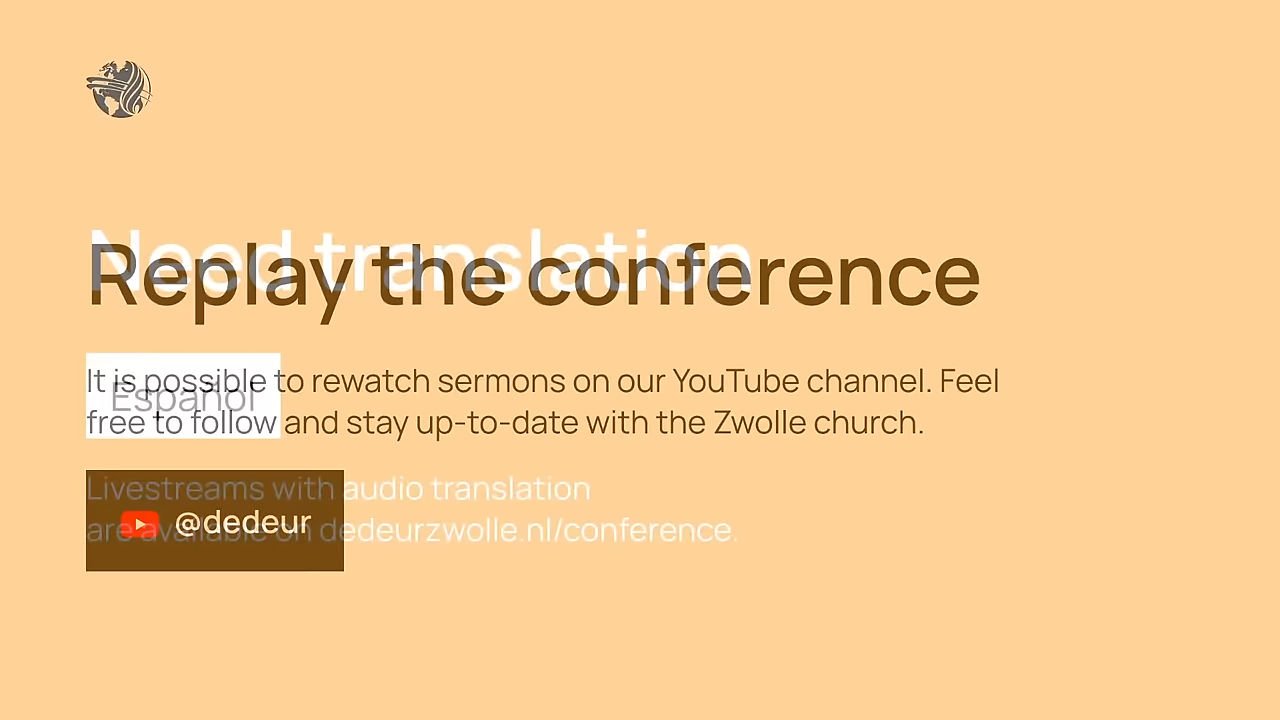 Need translation
Replay the conference
It is possible to rewatch sermons on our YouTube channel. Feel
free to follow and stay up-to-date with the Zwolle church.
Español
Livestreams with audio translation
are available on dedeurzwolle.nl/conference.
@dedeur